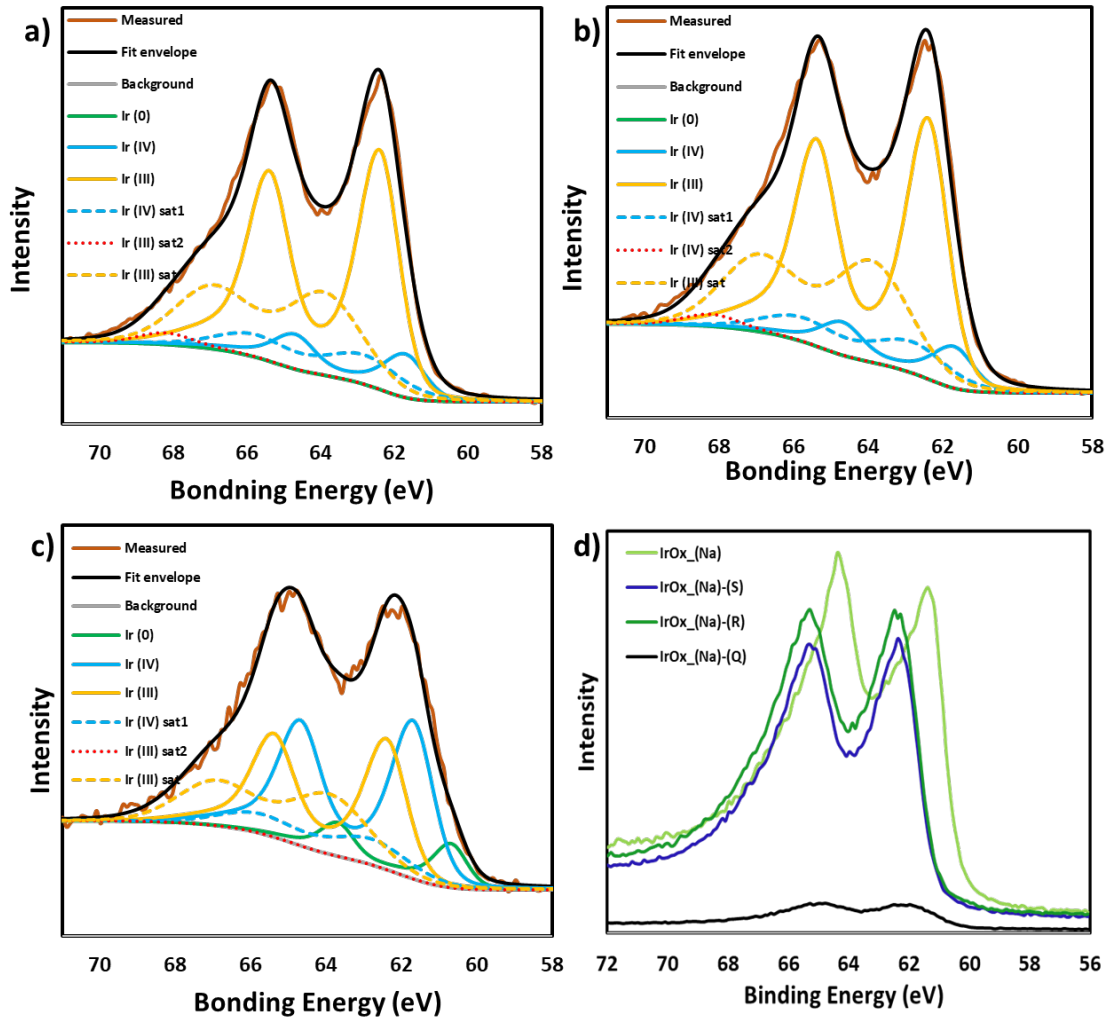 a)
Measured
Fit envelope
Background
Ir (0)
Ir (IV)
Ir (III)
Ir (IV) sat1
Ir (III) sat2
Ir (III) sat
Intensity
70 68 66 64 62 60 58
Bondning Energy (eV)
b)
Measured
Fit envelope
Background
Ir (0)
Ir (IV)
Ir (III)
Ir (IV) sat1
Ir (IV) sat2
Ir (III) sat
Intensity
70 68 66 64 62 60 58
Bonding Energy (eV)
c)
Measured
Fit envelope
Background
Ir (0)
Ir (IV)
Ir (III)
Ir (IV) sat1
Ir (III) sat2
Ir (III) sat
Intensity
70 68 66 64 62 60 58
Bonding Energy (eV)
d)
IrOx_(Na)
IrOx_(Na)-(S)
IrOx_(Na)-(R)
IrOx_(Na)-(Q)
Intensity
72 70 68 66 64 62 60 58 56
Binding Energy (eV)